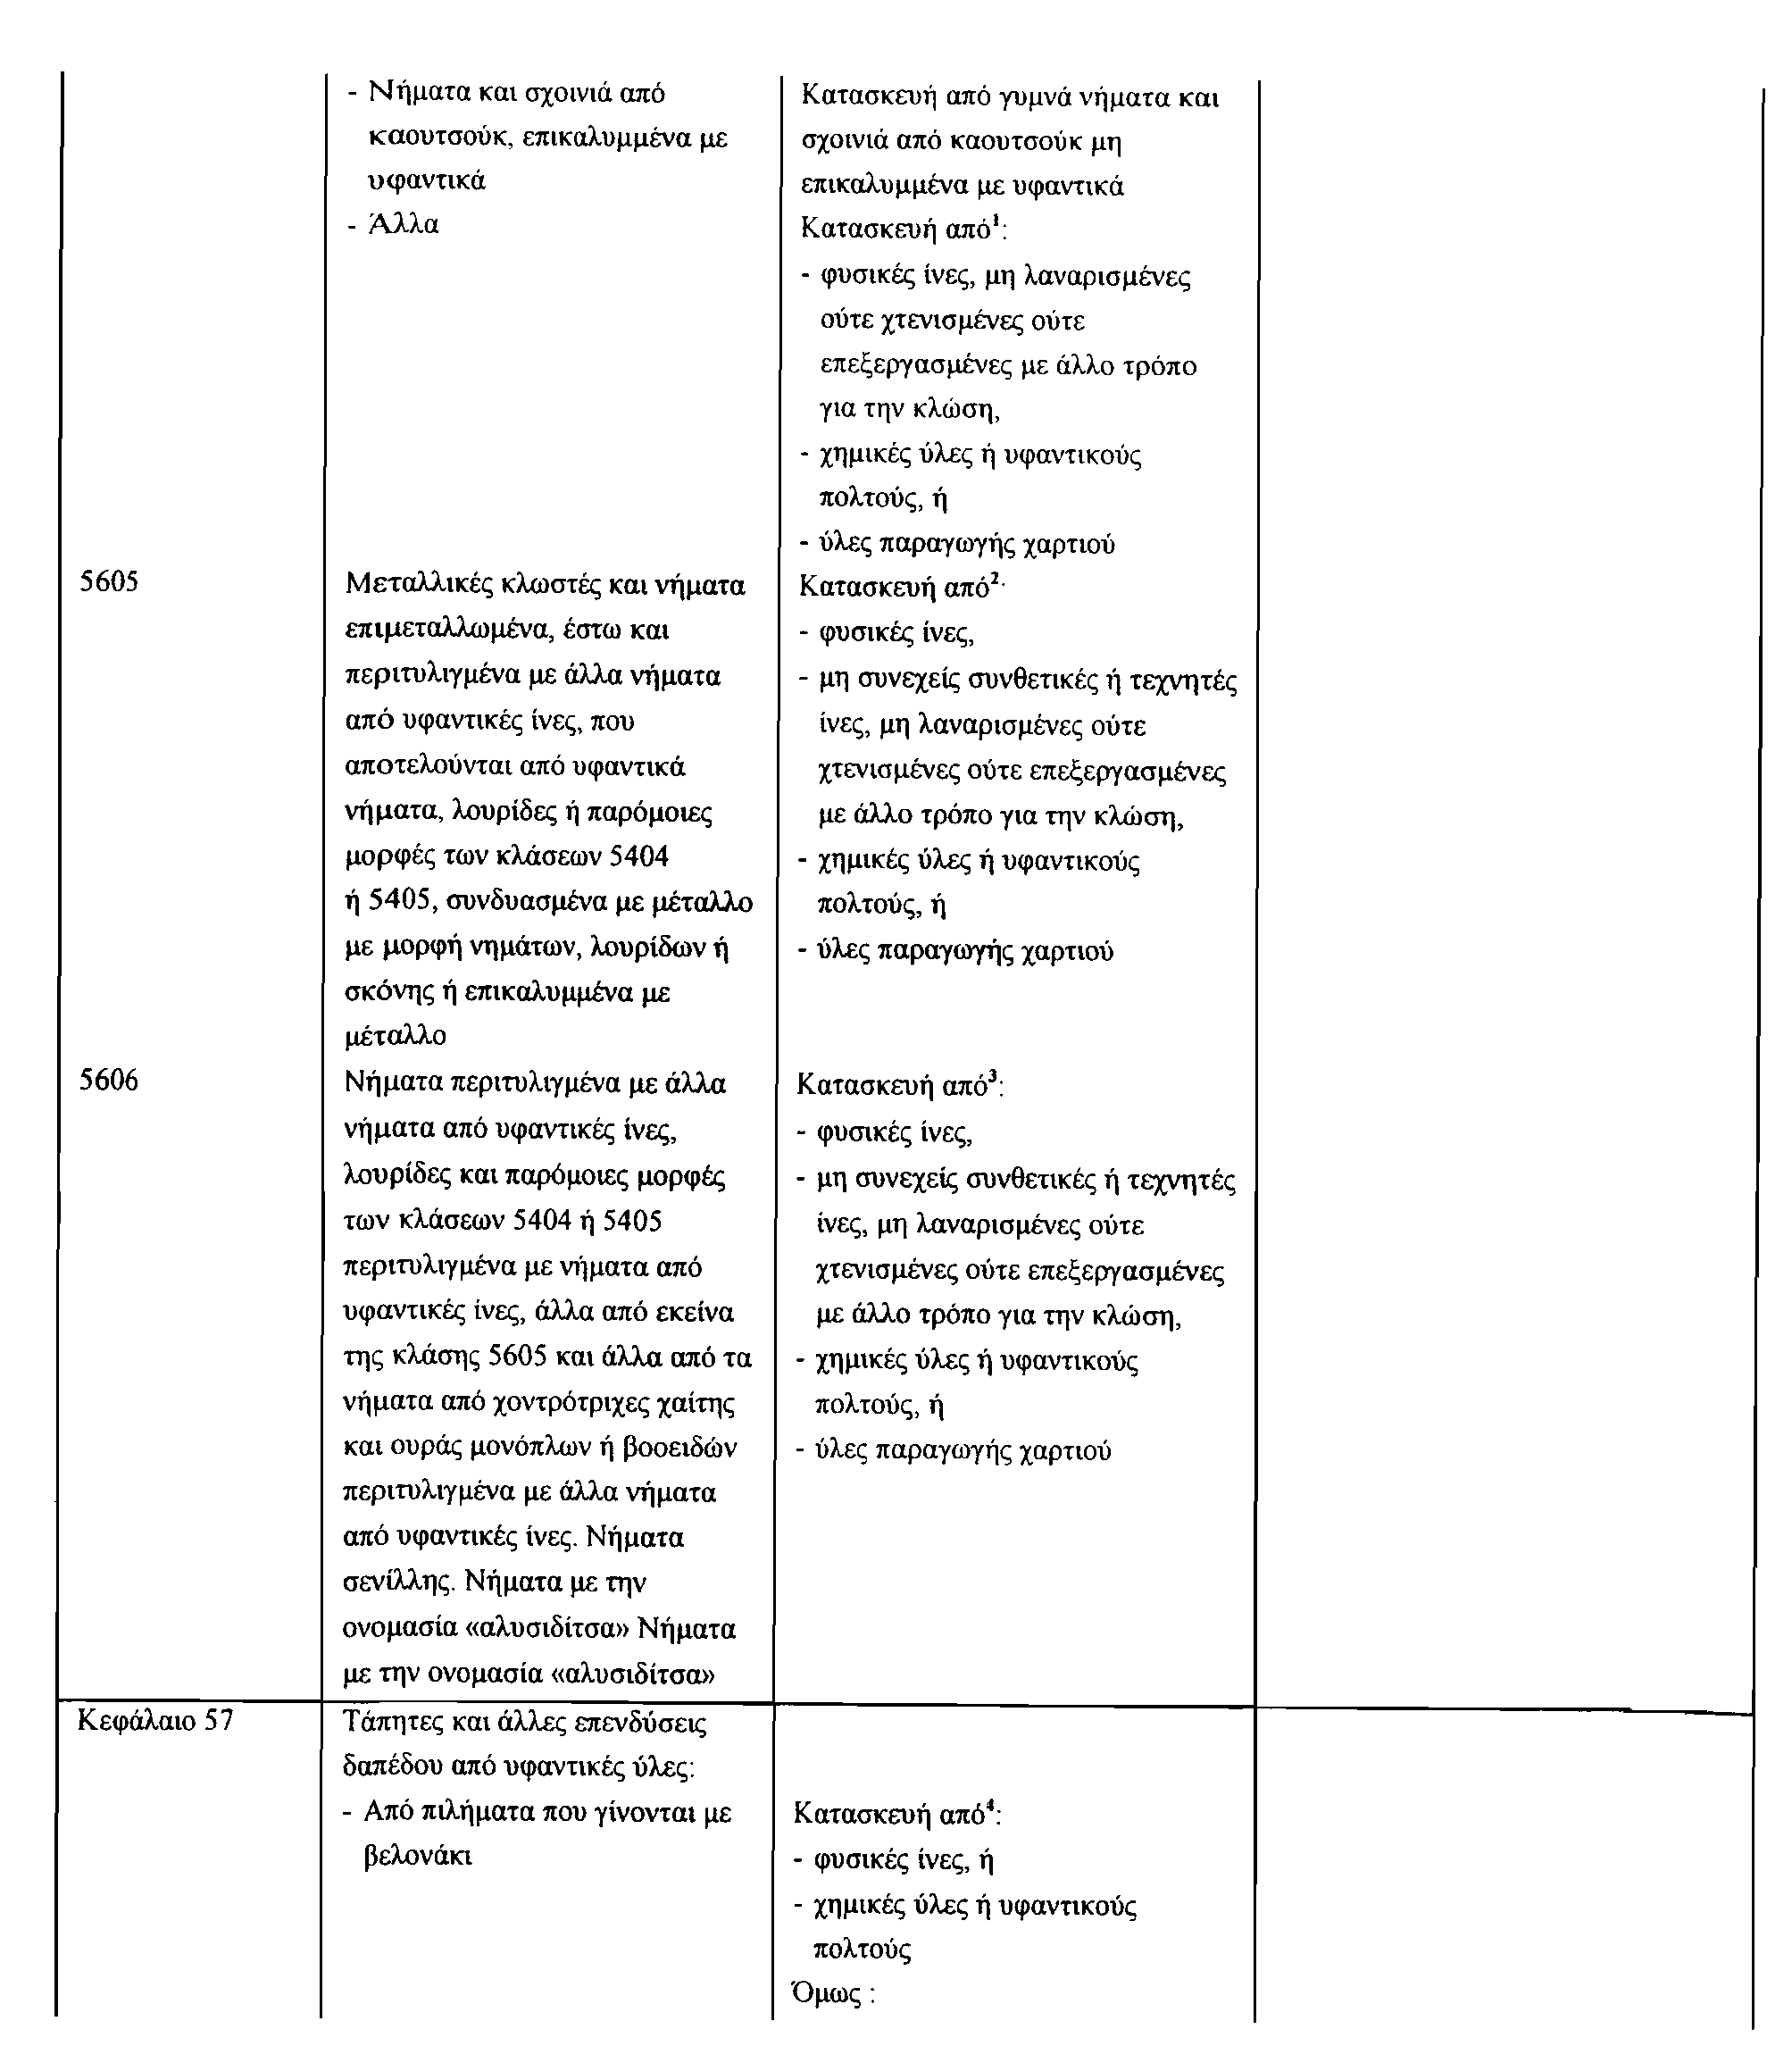 - Νήματα και σχοινιά από
καουτσούκ, επικαλυμμένα με
υφαντικά
- Άλλα
Κατασκευή από γυμνά νήματα και
σχοινιά από καουτσούκ μη
επικαλυμμένα με υφαντικά
Κατασκευή από¹:
- φυσικές ίνες, μη λαναρισμένες
ούτε χτενισμένες ούτε
επεξεργασμένες με άλλο τρόπο
για την κλώση,
- χημικές ύλες ή υφαντικούς
πολτούς, ή
- ύλες παραγωγής χαρτιού
5605
Μεταλλικές κλωστές και νήματα
επιμεταλλωμένα, έστω και
περιτυλιγμένα με άλλα νήματα
από υφαντικές ίνες, που
αποτελούνται από υφαντικά
νήματα, λουρίδες ή παρόμοιες
μορφές των κλάσεων 5404
ή 5405, συνδυασμένα με μέταλλο
με μορφή νημάτων, λουρίδων ή
σκόνης ή επικαλυμμένα με
μέταλλο
Κατασκευή από²·
- φυσικές ίνες,
- μη συνεχείς συνθετικές ή τεχνητές
ίνες, μη λαναρισμένες ούτε
χτενισμένες ούτε επεξεργασμένες
με άλλο τρόπο για την κλώση,
- χημικές ύλες ή υφαντικούς
πολτούς, ή
- ύλες παραγωγής χαρτιού
5606
Νήματα περιτυλιγμένα με άλλα
νήματα από υφαντικές ίνες,
λουρίδες και παρόμοιες μορφές
των κλάσεων 5404 ή 5405
περιτυλιγμένα με νήματα από
υφαντικές ίνες, άλλα από εκείνα
της κλάσης 5605 και άλλα από τα
νήματα από χοντρότριχες χαίτης
και ουράς μονόπλων ή βοοειδών
περιτυλιγμένα με άλλα νήματα
από υφαντικές ίνες. Νήματα
σενίλλης. Νήματα με την
ονομασία «αλυσιδίτσα» Νήματα
με την ονομασία «αλυσιδίτσα»
Κατασκευή από³:
- φυσικές ίνες,
- μη συνεχείς συνθετικές ή τεχνητές
ίνες, μη λαναρισμένες ούτε
χτενισμένες ούτε επεξεργασμένες
με άλλο τρόπο για την κλώση,
- χημικές ύλες ή υφαντικούς
πολτούς, ή
- ύλες παραγωγής χαρτιού
Κεφάλαιο 57
Τάπητες και άλλες επενδύσεις
δαπέδου από υφαντικές ύλες:
- Από πιλήματα που γίνονται με
βελονάκι
Κατασκευή από⁴:
- φυσικές ίνες, ή
- χημικές ύλες ή υφαντικούς
πολτούς
Όμως :